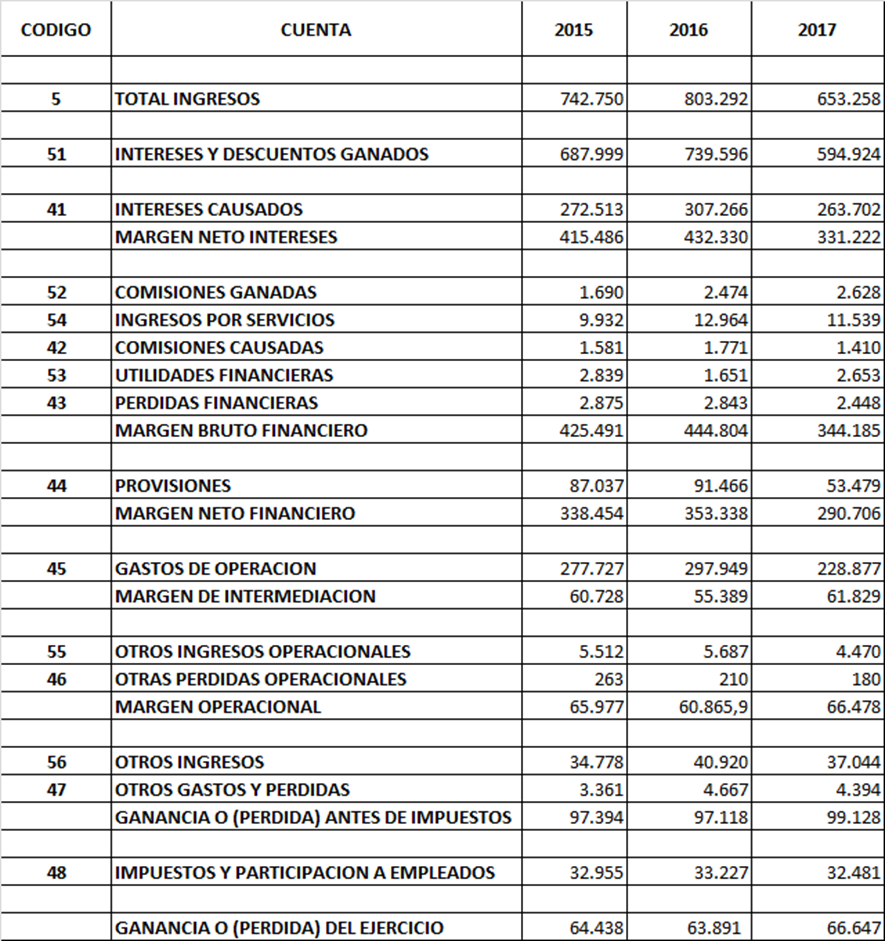 CODIGO CUENTA 2015 2016 2017
5 TOTAL INGRESOS 742.750 803.292 653.258
51 INTERESES Y DESCUENTOS GANADOS 687.999 739.596 594.924
41 INTERESES CAUSADOS 272.513 307.266 263.702
MARGEN NETO INTERESES 415.486 432.330 331.222
52 COMISIONES GANADAS 1.690 2.474 2.628
54 INGRESOS POR SERVICIOS 9.932 12.964 11.539
42 COMISIONES CAUSADAS 1.581 1.771 1.410
53 UTILIDADES FINANCIERAS 2.839 1.651 2.653
43 PERDIDAS FINANCIERAS 2.875 2.843 2.448
MARGEN BRUTO FINANCIERO 425.491 444.804 344.185
44 PROVISIONES 87.037 91.466 53.479
MARGEN NETO FINANCIERO 338.454 353.338 290.706
45 GASTOS DE OPERACION 277.727 297.949 228.877
MARGEN DE INTERMEDIACION 60.728 55.389 61.829
55 OTROS INGRESOS OPERACIONALES 5.512 5.687 4.470
46 OTRAS PERDIDAS OPERACIONALES 263 210 180
MARGEN OPERACIONAL 65.977 60.865,9 66.478
56 OTROS INGRESOS 34.778 40.920 37.044
47 OTROS GASTOS Y PERDIDAS 3.361 4.667 4.394
GANANCIA O (PERDIDA) ANTES DE IMPUESTOS 97.394 97.118 99.128
48 IMPUESTOS Y PARTICIPACION A EMPLEADOS 32.955 33.227 32.481
GANANCIA O (PERDIDA) DEL EJERCICIO 64.438 63.891 66.647